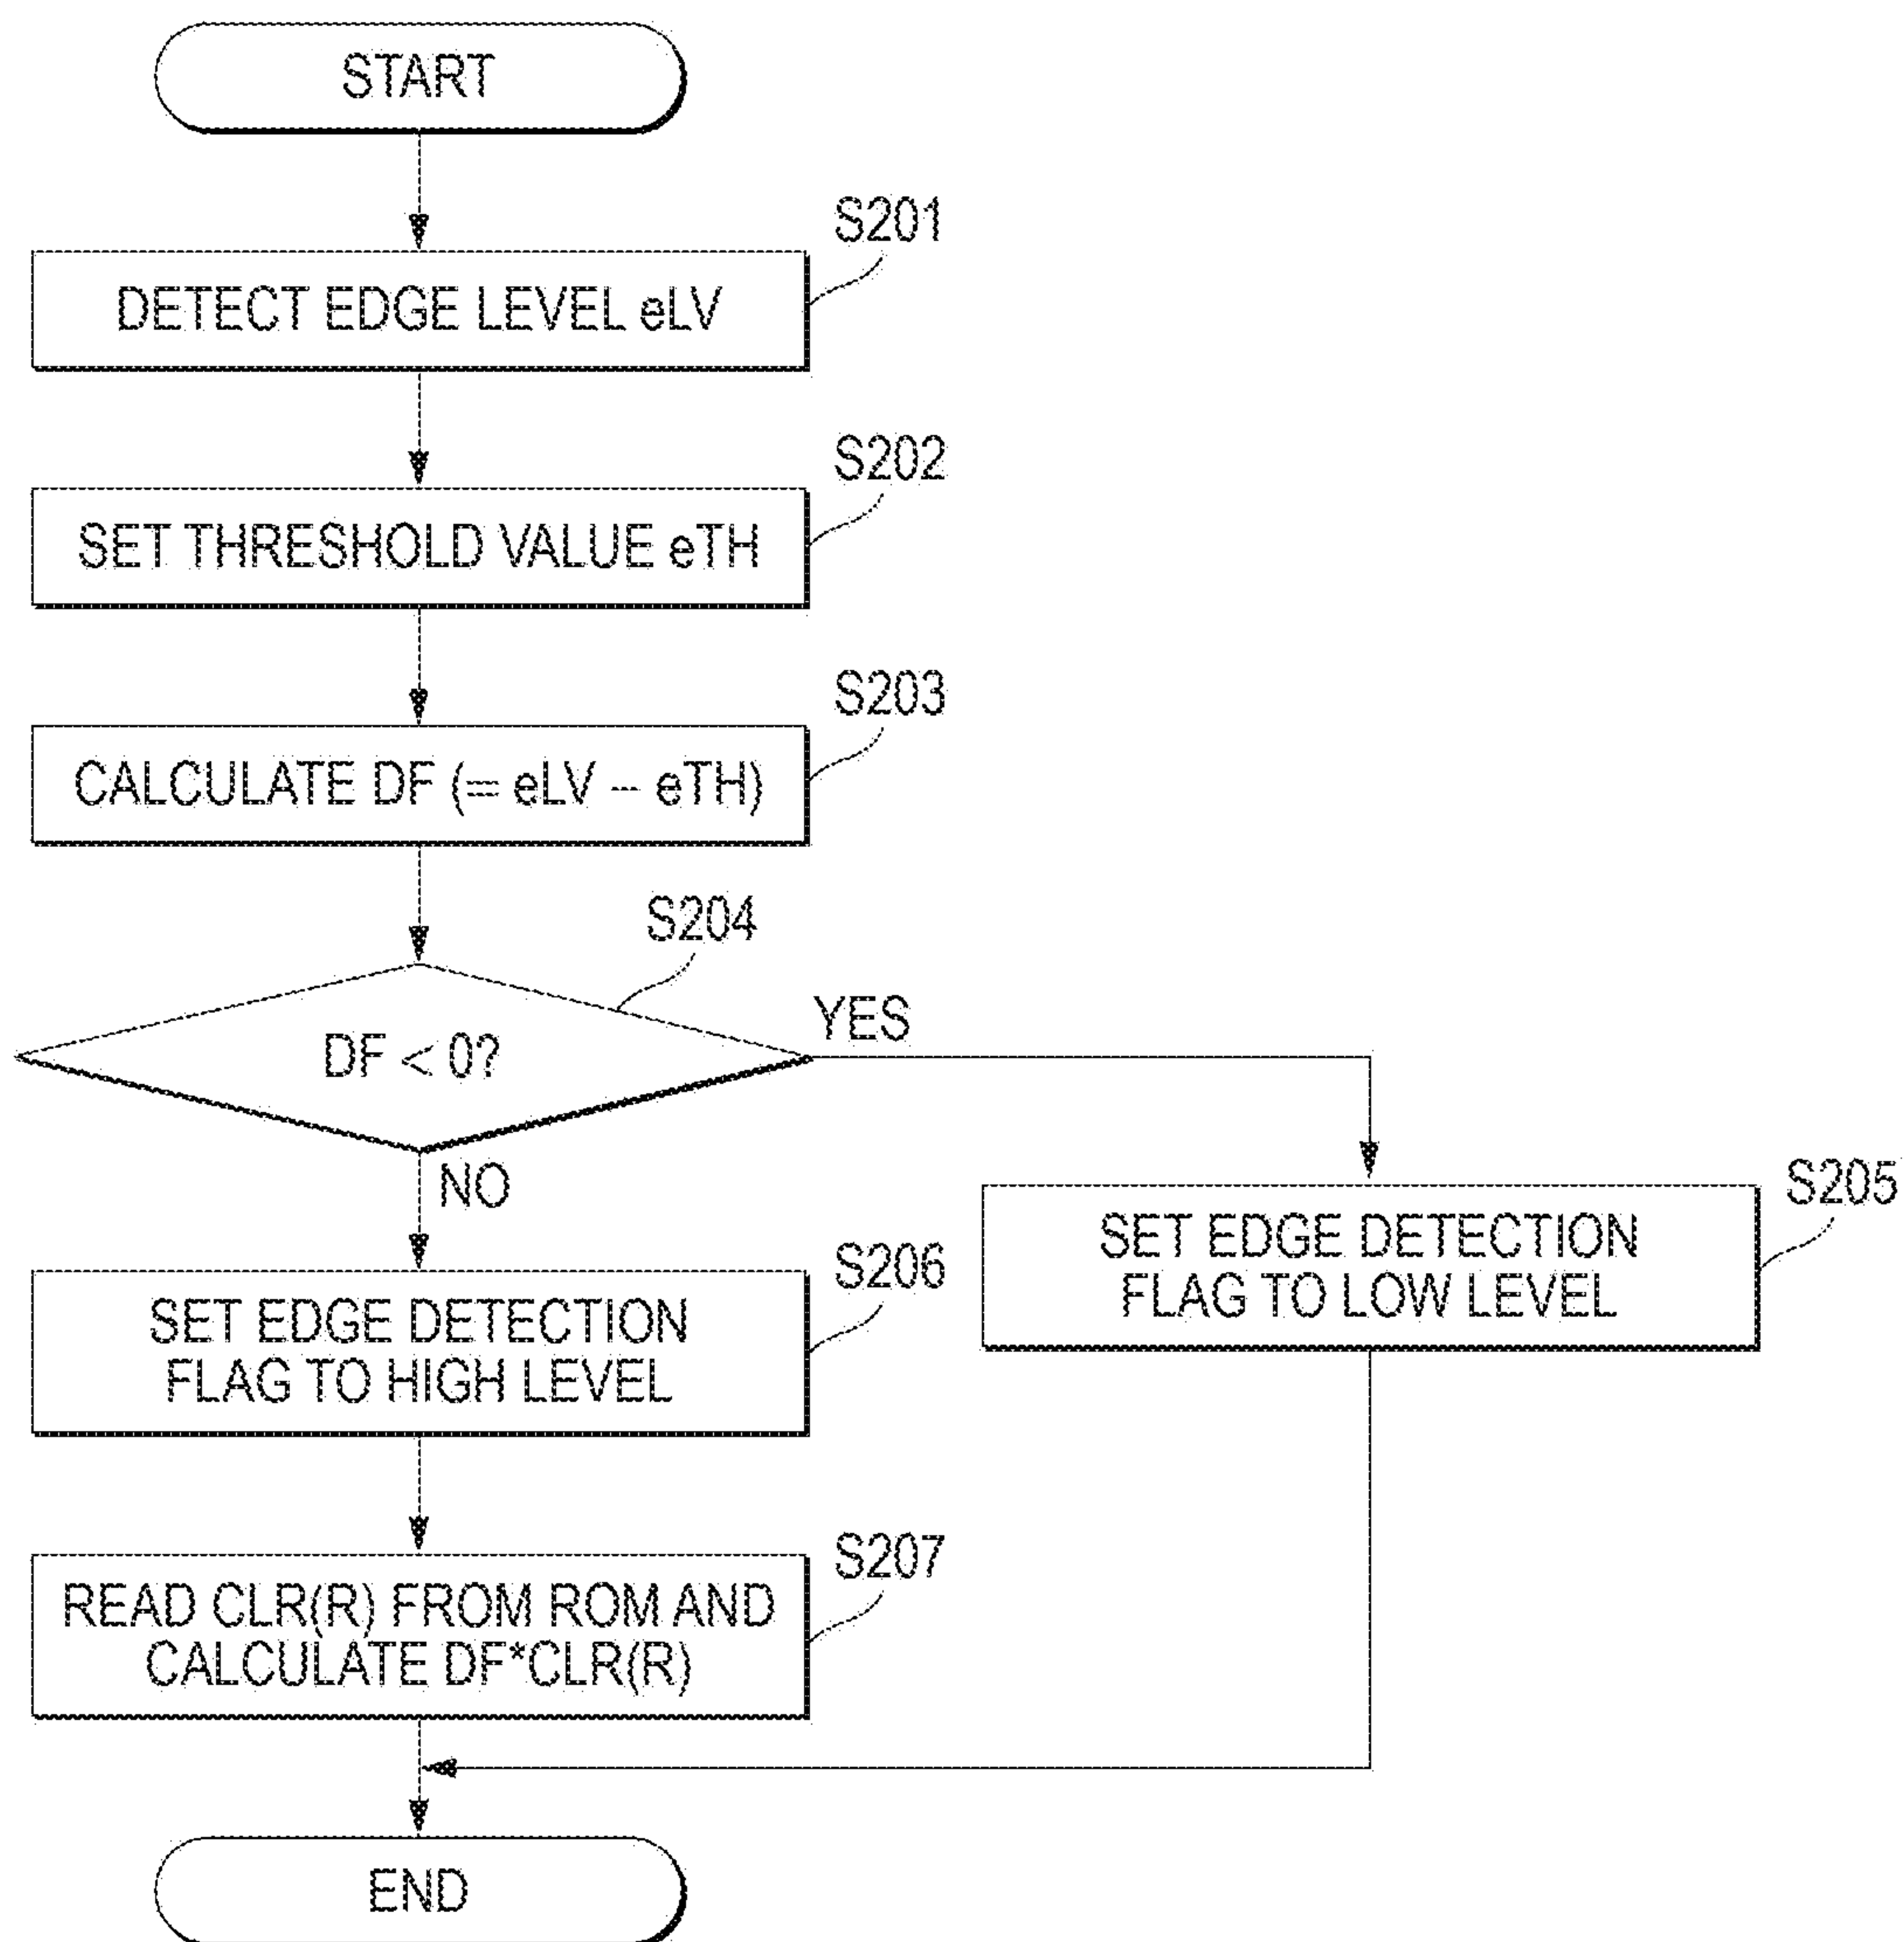 START
S201
DETECT EDGE LEVEL eLV
S202
SET THRESHOLD VALUE eTH
S203
CALCULATE DF (= eLV – eTH)
S204
DF < 0?
YES
NO
S205
SET EDGE DETECTION
FLAG TO LOW LEVEL
S206
SET EDGE DETECTION
FLAG TO HIGH LEVEL
S207
READ CLR(R) FROM ROM AND
CALCULATE DF*CLR(R)
END